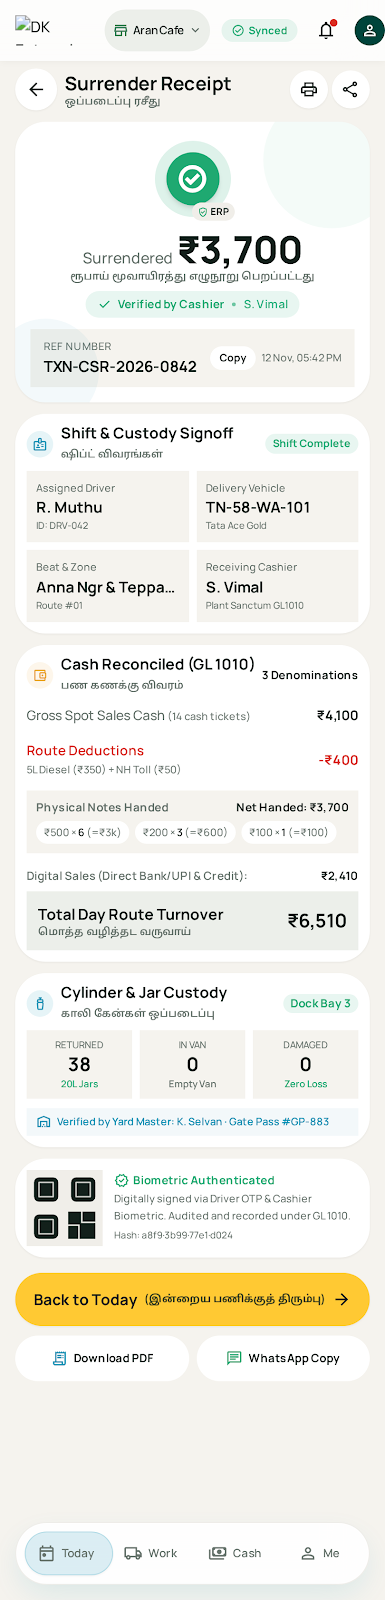 DK
Aran Cafe
Synced
Surrender Receipt
ஒப்படைப்பு ரசீது
ERP
Surrendered ₹3,700
ரூபாய் மூவாயிரத்து எழுநூறு பெறப்பட்டது
Verified by Cashier • S. Vimal
REF NUMBER
TXN-CSR-2026-0842
Copy
12 Nov, 05:42 PM
Shift & Custody Signoff
ஷிப்ட் விவரங்கள்
Shift Complete
Assigned Driver
R. Muthu
ID: DRV-042
Delivery Vehicle
TN-58-WA-101
Tata Ace Gold
Beat & Zone
Anna Ngr & Teppa...
Route #01
Receiving Cashier
S. Vimal
Plant Sanctum GL1010
Cash Reconciled (GL 1010)
பண கணக்கு விவரம்
3 Denominations
Gross Spot Sales Cash (14 cash tickets) ₹4,100
Route Deductions
5L Diesel (₹350) + NH Toll (₹50)
-₹400
Physical Notes Handed Net Handed: ₹3,700
₹500 × 6 (=₹3k) ₹200 × 3 (=₹600) ₹100 × 1 (=₹100)
Digital Sales (Direct Bank/UPI & Credit): ₹2,410
Total Day Route Turnover
மொத்த வழித்தட வருவாய்
₹6,510
Cylinder & Jar Custody
காலி கேன்கள் ஒப்படைப்பு
Dock Bay 3
RETURNED
38
20L Jars
IN VAN
0
Empty Van
DAMAGED
0
Zero Loss
Verified by Yard Master: K. Selvan · Gate Pass #GP-883
Biometric Authenticated
Digitally signed via Driver OTP & Cashier
Biometric. Audited and recorded under GL 1010.
Hash: a8f9-3b99-77e1-d024
Back to Today (இன்றைய பணிக்குத் திரும்பு)
Download PDF
WhatsApp Copy
Today
Work
Cash
Me